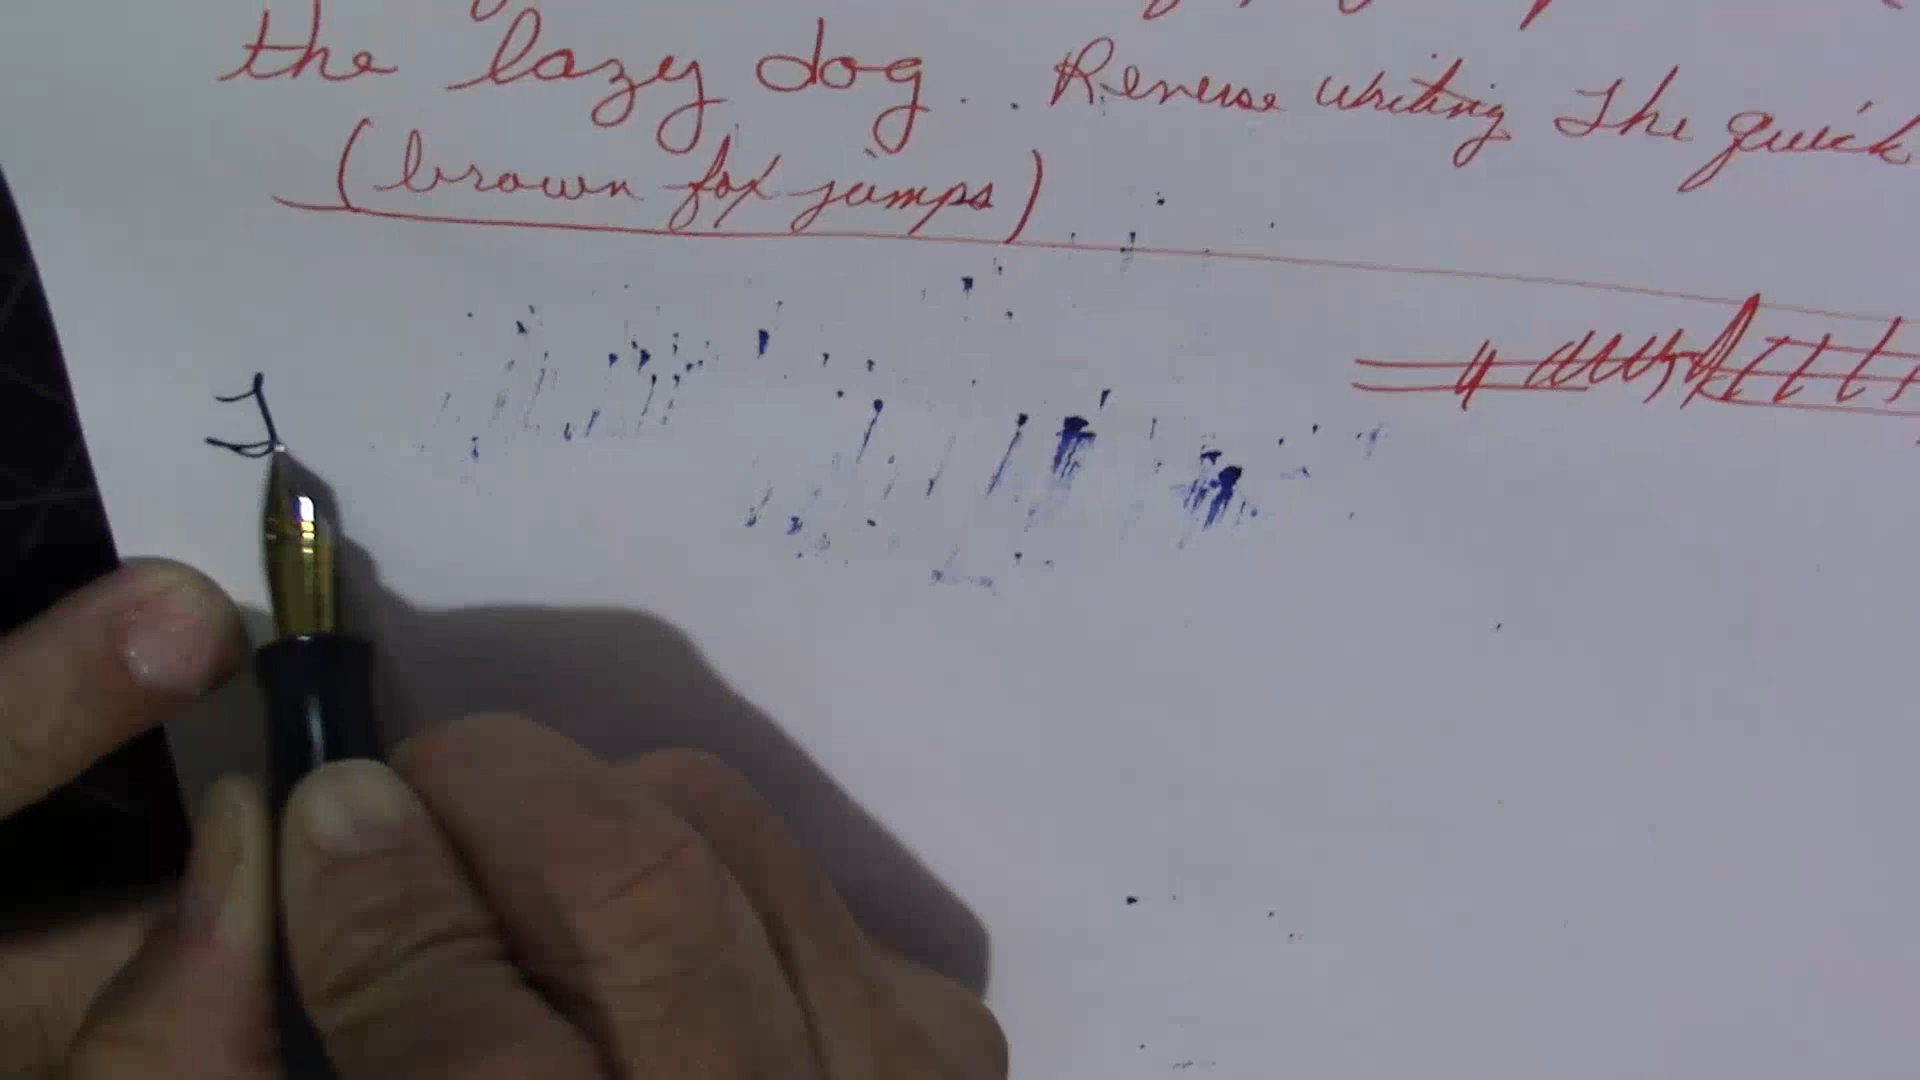 the lazy dog... Reverse writing The quick
(brown fox jumps)